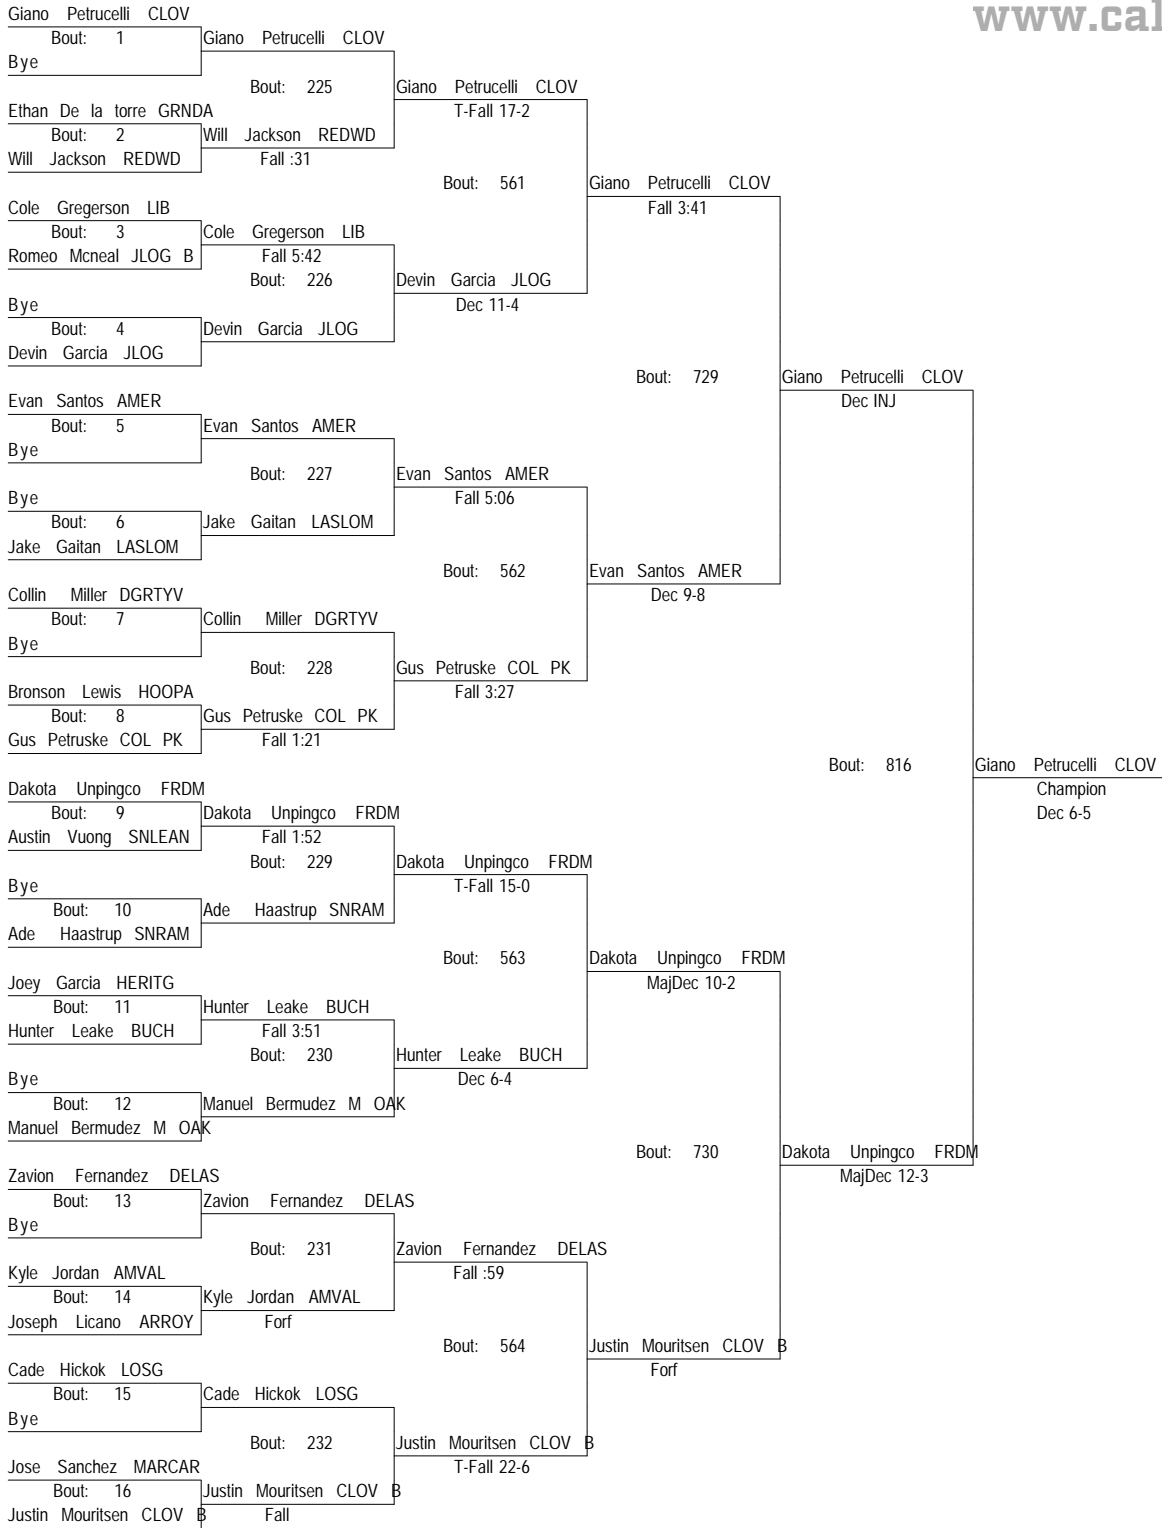 www.cal
Giano Petrucelli CLOV
Bout: 1
Giano Petrucelli CLOV
Bye
Bout: 225
Giano Petrucelli CLOV
Ethan De la torre GRNDA
T-Fall 17-2
Bout: 2
Will Jackson REDWD
Will Jackson REDWD
Fall :31
Bout: 561
Giano Petrucelli CLOV
Cole Gregerson LIB
Fall 3:41
Bout: 3
Cole Gregerson LIB
Romeo Mcneal JLOG B
Fall 5:42
Bout: 226
Devin Garcia JLOG
Bye
Dec 11-4
Bout: 4
Devin Garcia JLOG
Devin Garcia JLOG
Bout: 729
Giano Petrucelli CLOV
Evan Santos AMER
Dec INJ
Bout: 5
Evan Santos AMER
Bye
Bout: 227
Evan Santos AMER
Bye
Fall 5:06
Bout: 6
Jake Gaitan LASLOM
Jake Gaitan LASLOM
Bout: 562
Evan Santos AMER
Collin Miller DGRTYV
Dec 9-8
Bout: 7
Collin Miller DGRTYV
Bye
Bout: 228
Gus Petruske COL PK
Bronson Lewis HOOPA
Fall 3:27
Bout: 8
Gus Petruske COL PK
Gus Petruske COL PK
Fall 1:21
Bout: 816
Giano Petrucelli CLOV
Dakota Unpingco FRDM
Champion
Bout: 9
Dakota Unpingco FRDM
Dec 6-5
Austin Vuong SNLEAN
Fall 1:52
Bout: 229
Dakota Unpingco FRDM
Bye
T-Fall 15-0
Bout: 10
Ade Haastrup SNRAM
Ade Haastrup SNRAM
Bout: 563
Dakota Unpingco FRDM
Joey Garcia HERITG
MajDec 10-2
Bout: 11
Hunter Leake BUCH
Hunter Leake BUCH
Fall 3:51
Bout: 230
Hunter Leake BUCH
Bye
Dec 6-4
Bout: 12
Manuel Bermudez M OAK
Manuel Bermudez M OAK
Bout: 730
Dakota Unpingco FRDM
Zavion Fernandez DELAS
MajDec 12-3
Bout: 13
Zavion Fernandez DELAS
Bye
Bout: 231
Zavion Fernandez DELAS
Kyle Jordan AMVAL
Fall :59
Bout: 14
Kyle Jordan AMVAL
Joseph Licano ARROY
Forf
Bout: 564
Justin Mouritsen CLOV B
Cade Hickok LOSG
Forf
Bout: 15
Cade Hickok LOSG
Bye
Bout: 232
Justin Mouritsen CLOV B
Jose Sanchez MARCAR
T-Fall 22-6
Bout: 16
Justin Mouritsen CLOV B
Justin Mouritsen CLOV B
Fall